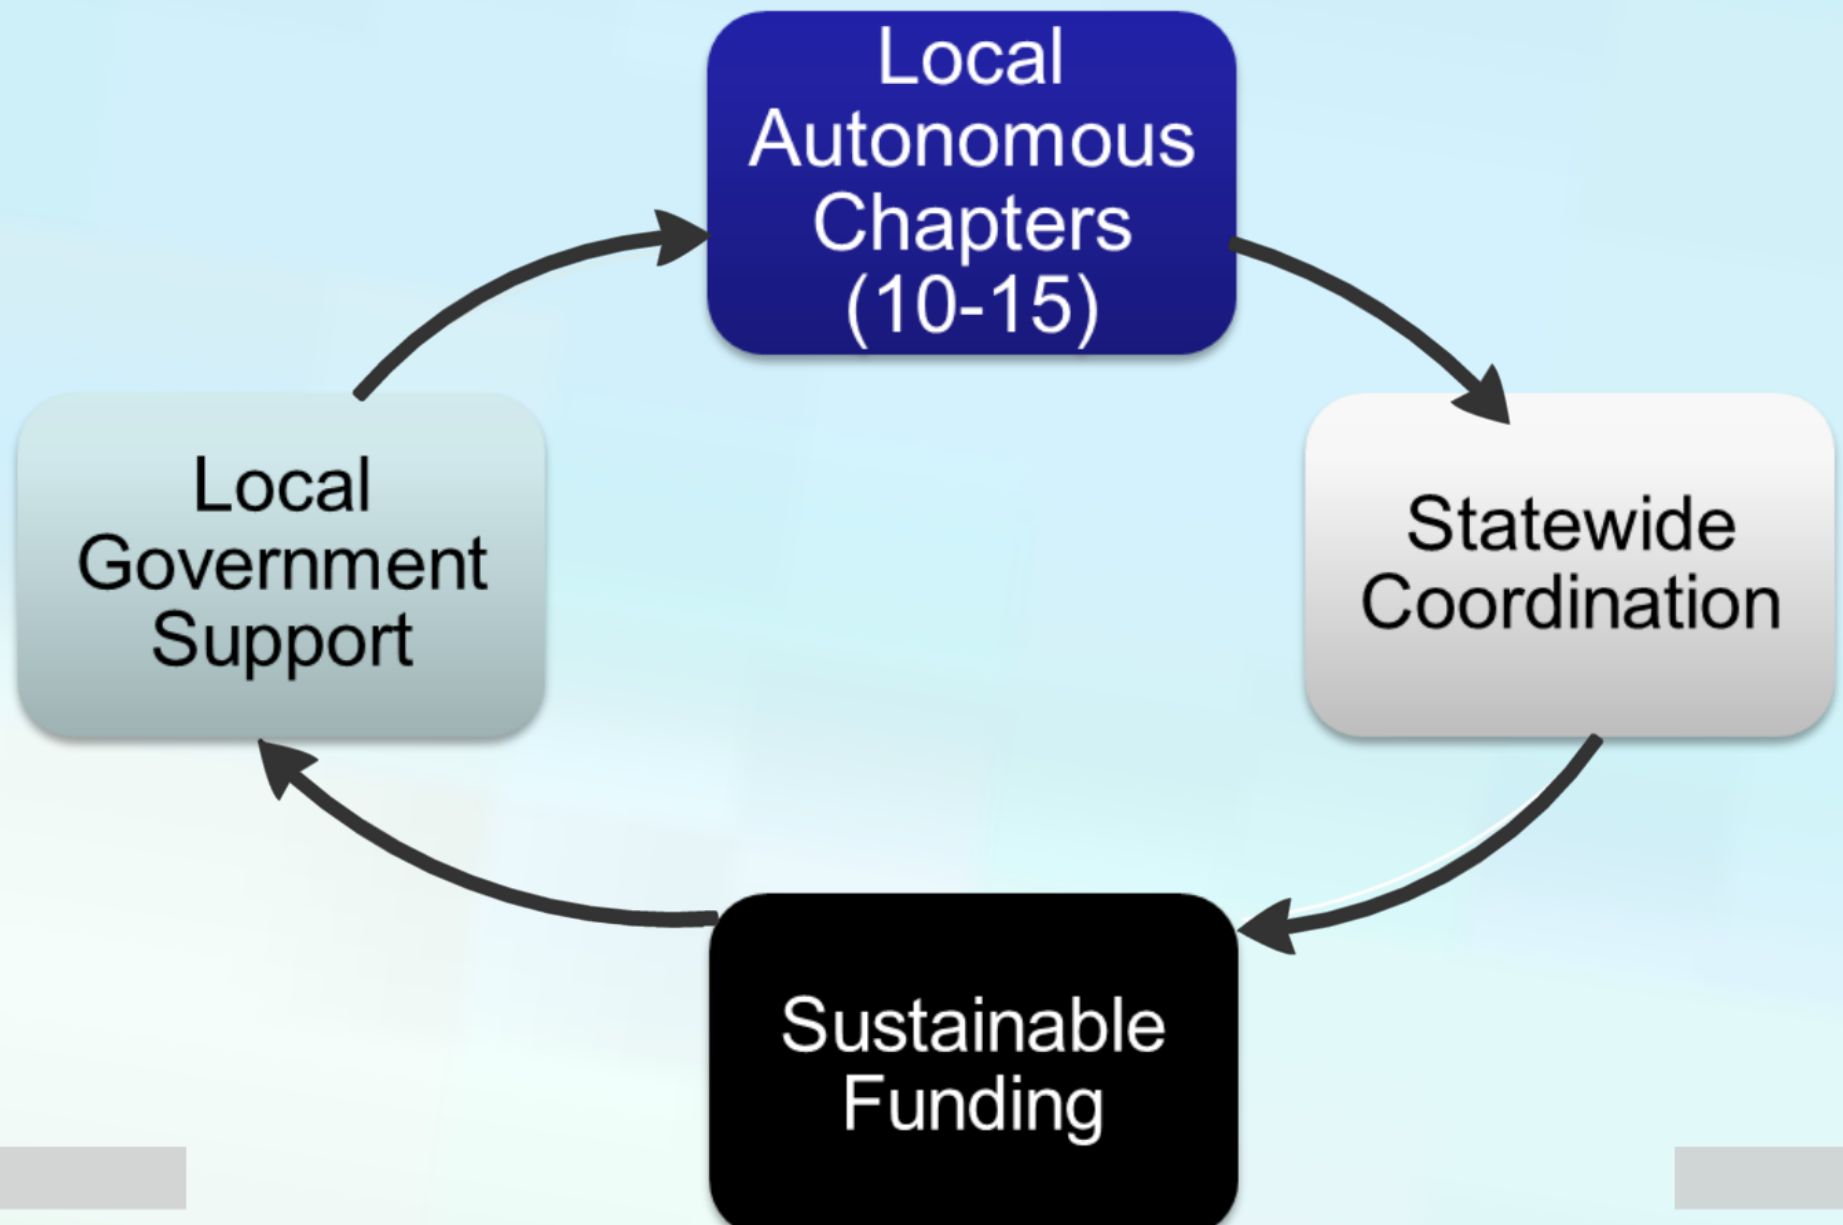 Local
Autonomous
Chapters
(10-15)
Local
Government
Support
Statewide
Coordination
Sustainable
Funding